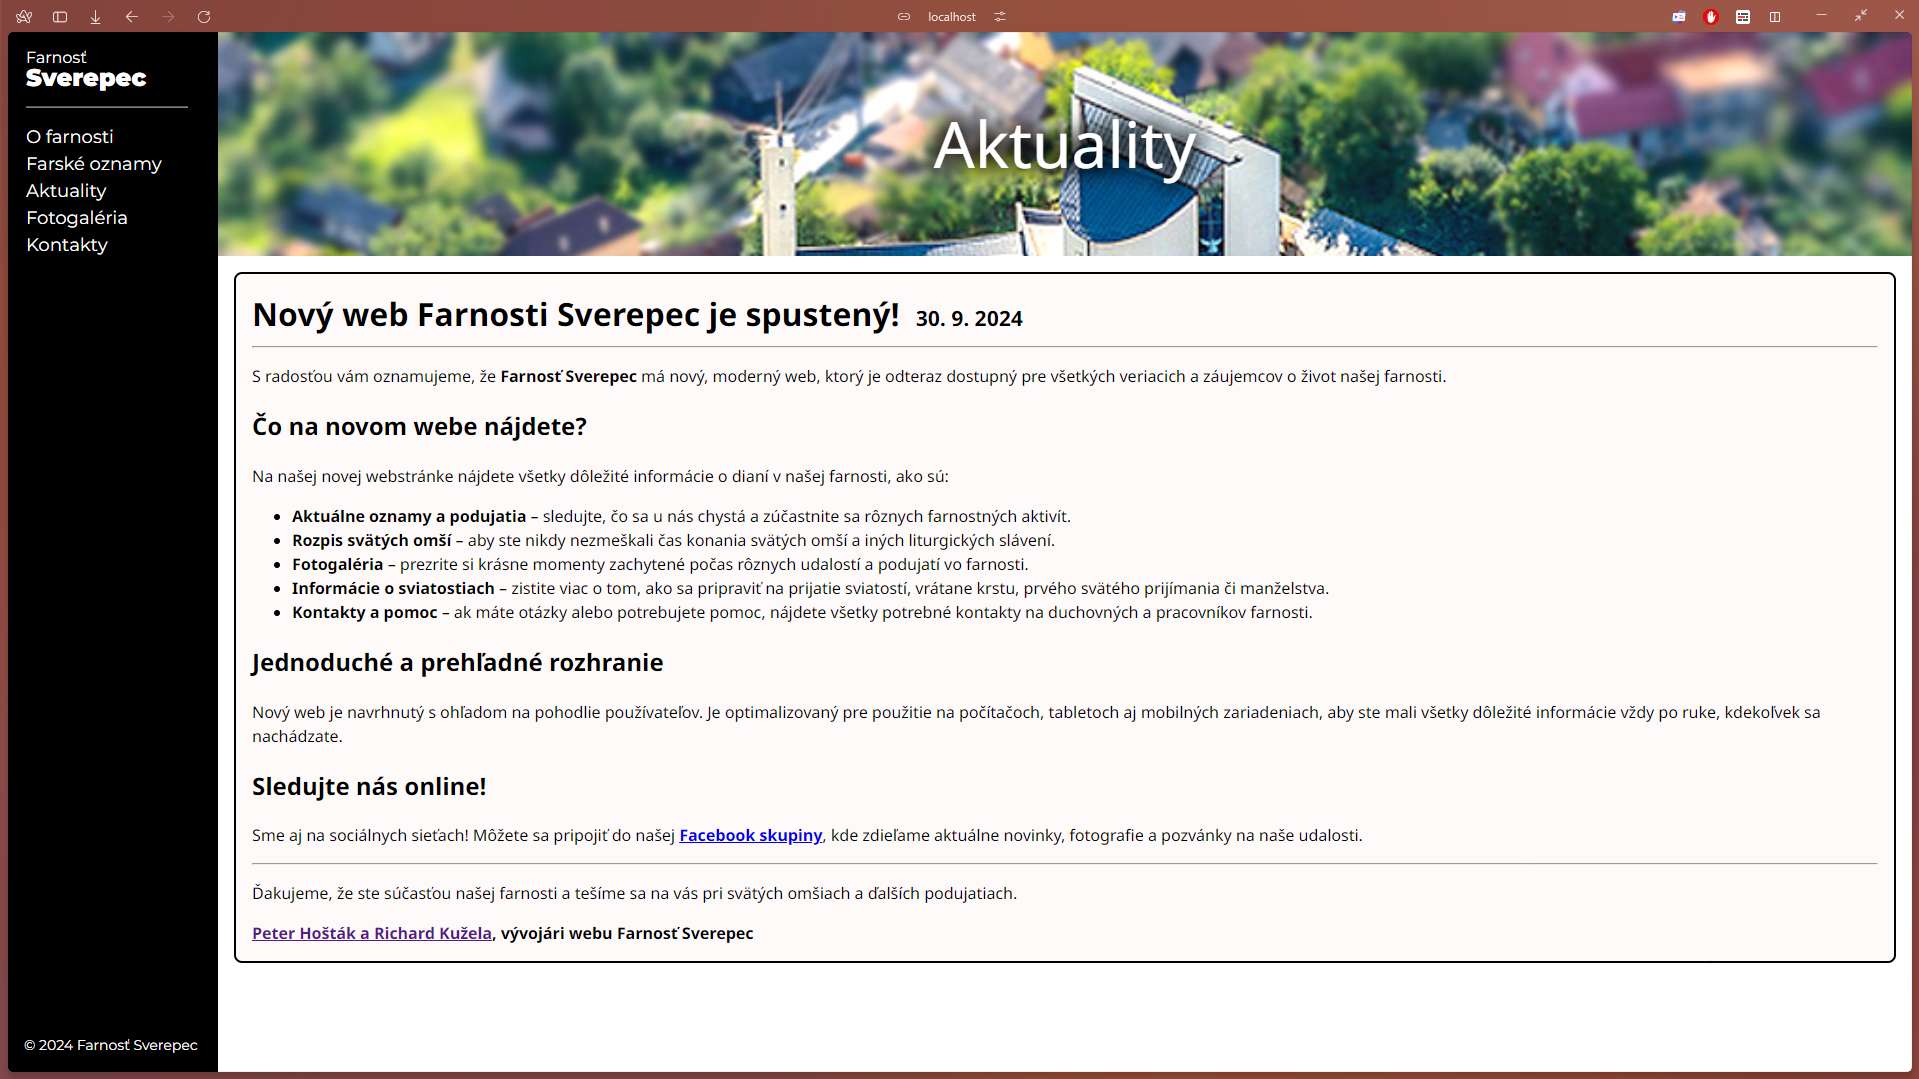 localhost
Farnosť
Sverepec
O farnosti
Farské oznamy
Aktuality
Fotogaléria
Kontakty
© 2024 Farnosť Sverepec
Aktuality
Nový web Farnosti Sverepec je spustený! 30. 9. 2024
S radosťou vám oznamujeme, že Farnosť Sverepec má nový, moderný web, ktorý je odteraz dostupný pre všetkých veriacich a záujemcov o život našej farnosti.
Čo na novom webe nájdete?
Na našej novej webstránke nájdete všetky dôležité informácie o dianí v našej farnosti, ako sú:
• Aktuálne oznamy a podujatia – sledujte, čo sa u nás chystá a zúčastnite sa rôznych farnostných aktivít.
• Rozpis svätých omší – aby ste nikdy nezmeškali čas konania svätých omší a iných liturgických slávení.
• Fotogaléria – prezrite si krásne momenty zachytené počas rôznych udalostí a podujatí vo farnosti.
• Informácie o sviatostiach – zistite viac o tom, ako sa pripraviť na prijatie sviatostí, vrátane krstu, prvého svätého prijímania či manželstva.
• Kontakty a pomoc – ak máte otázky alebo potrebujete pomoc, nájdete všetky potrebné kontakty na duchovných a pracovníkov farnosti.
Jednoduché a prehľadné rozhranie
Nový web je navrhnutý s ohľadom na pohodlie používateľov. Je optimalizovaný pre použitie na počítačoch, tabletoch aj mobilných zariadeniach, aby ste mali všetky dôležité informácie vždy po ruke, kdekoľvek sa
nachádzate.
Sledujte nás online!
Sme aj na sociálnych sieťach! Môžete sa pripojiť do našej Facebook skupiny, kde zdieľame aktuálne novinky, fotografie a pozvánky na naše udalosti.
Ďakujeme, že ste súčasťou našej farnosti a tešíme sa na vás pri svätých omšiach a ďalších podujatiach.
Peter Hošták a Richard Kužela, vývojári webu Farnosť Sverepec